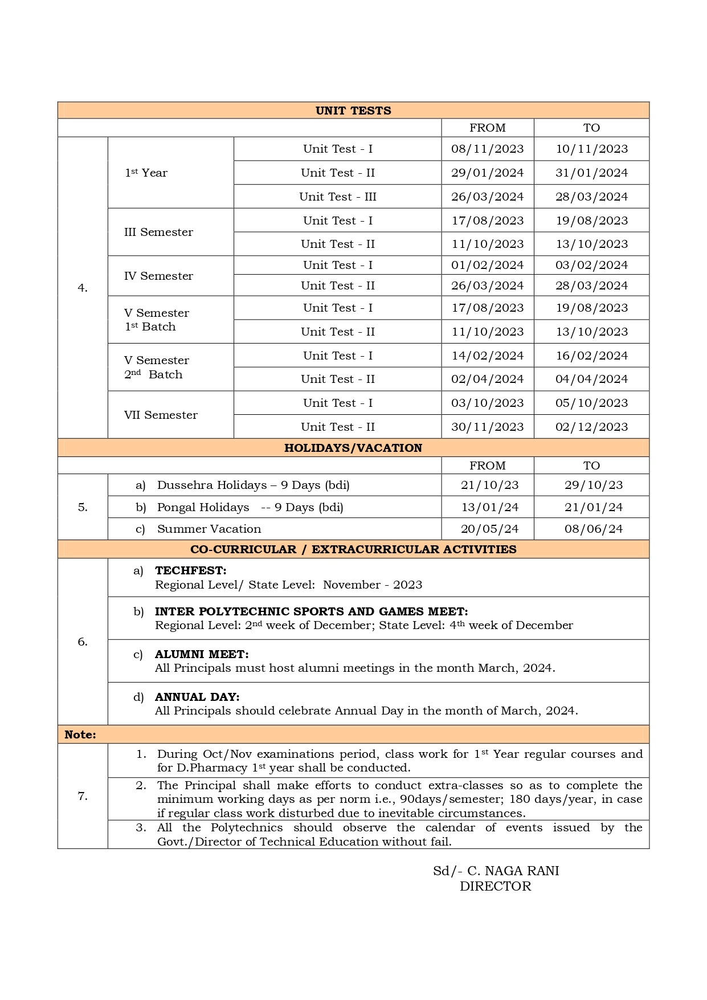 UNIT TESTS
FROM TO
4.
1st Year
Unit Test - I 08/11/2023 10/11/2023
Unit Test - II 29/01/2024 31/01/2024
Unit Test - III 26/03/2024 28/03/2024
III Semester
Unit Test - I 17/08/2023 19/08/2023
Unit Test - II 11/10/2023 13/10/2023
IV Semester
Unit Test - I 01/02/2024 03/02/2024
Unit Test - II 26/03/2024 28/03/2024
V Semester
1st Batch
Unit Test - I 17/08/2023 19/08/2023
Unit Test - II 11/10/2023 13/10/2023
V Semester
2nd Batch
Unit Test - I 14/02/2024 16/02/2024
Unit Test - II 02/04/2024 04/04/2024
VII Semester
Unit Test - I 03/10/2023 05/10/2023
Unit Test - II 30/11/2023 02/12/2023
HOLIDAYS/VACATION
FROM TO
5.
a) Dussehra Holidays – 9 Days (bdi) 21/10/23 29/10/23
b) Pongal Holidays -- 9 Days (bdi) 13/01/24 21/01/24
c) Summer Vacation 20/05/24 08/06/24
CO-CURRICULAR / EXTRACURRICULAR ACTIVITIES
6.
a) TECHFEST:
Regional Level/ State Level: November - 2023
b) INTER POLYTECHNIC SPORTS AND GAMES MEET:
Regional Level: 2nd week of December; State Level: 4th week of December
c) ALUMNI MEET:
All Principals must host alumni meetings in the month March, 2024.
d) ANNUAL DAY:
All Principals should celebrate Annual Day in the month of March, 2024.
Note:
7.
1. During Oct/Nov examinations period, class work for 1st Year regular courses and
for D.Pharmacy 1st year shall be conducted.
2. The Principal shall make efforts to conduct extra-classes so as to complete the
minimum working days as per norm i.e., 90days/semester; 180 days/year, in case
if regular class work disturbed due to inevitable circumstances.
3. All the Polytechnics should observe the calendar of events issued by the
Govt./Director of Technical Education without fail.
Sd/- C. NAGA RANI
DIRECTOR